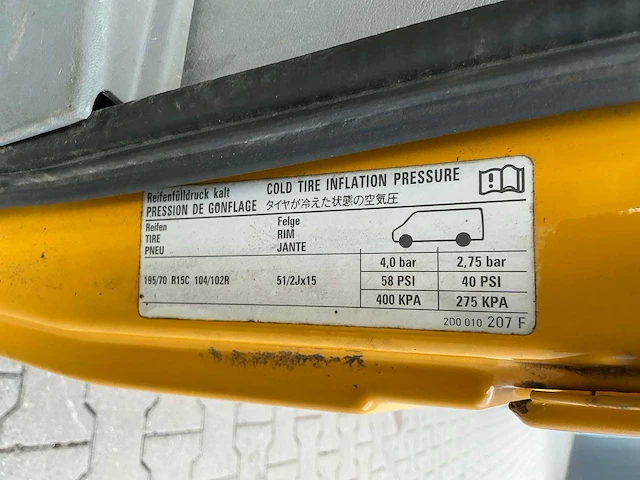 Reifenfülldruck kalt COLD TIRE INFLATION PRESSURE
PRESSION DE GONFLAGE タイヤが冷えた状態の空気圧
Reifen Felge
TIRE RIM
PNEU JANTE
4,0 bar 2,75 bar
195/70 R15C 104/102R 51/2Jx15 58 PSI 40 PSI
400 KPA 275 KPA
2D0 010 207 F